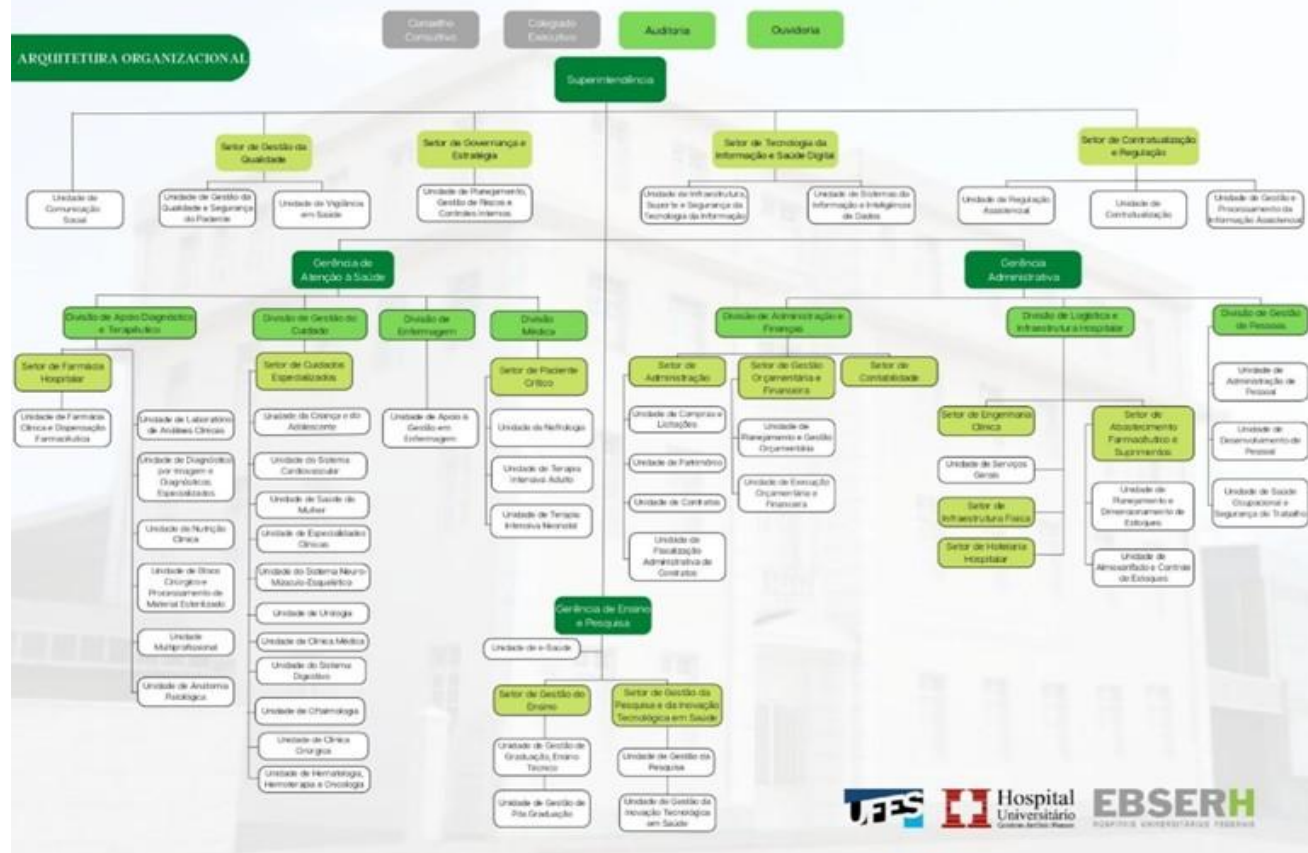 Conselho
Consultivo
Colegiado
Executivo
Auditoria
Ouvidoria
ARQUITETURA ORGANIZACIONAL
Superintendência
Setor de Gestão da
Qualidade
Setor de Governança e
Estratégia
Setor de Tecnologia da
Informação e Saúde Digital
Setor de Contratualização
e Regulação
Unidade de
Comunicação
Social
Unidade de Gestão da
Qualidade e Segurança
do Paciente
Unidade de Vigilância
em Saúde
Unidade de Planejamento,
Gestão de Riscos e
Controles Internos
Unidade de Infraestrutura,
Suporte e Segurança da
Tecnologia da Informação
Unidade de Sistemas da
Informação e Inteligência
de Dados
Unidade de Regulação
Assistencial
Unidade de
Contratualização
Unidade de Gestão e
Processamento da
Informação Assistencial
Gerência de
Atenção à Saúde
Gerência
Administrativa
Divisão de Apoio Diagnóstico
e Terapêutico
Divisão de Gestão do
Cuidado
Divisão de
Enfermagem
Divisão
Médica
Divisão de Administração e
Finanças
Divisão de Logística e
Infraestrutura Hospitalar
Divisão de Gestão
de Pessoas
Setor de Farmácia
Hospitalar
Setor de Cuidados
Especializados
Setor de Paciente
Crítico
Setor de
Administração
Setor de Gestão
Orçamentária e
Financeira
Setor de
Contabilidade
Unidade de Farmácia
Clínica e Dispensação
Farmacêutica
Unidade de Laboratório
de Análises Clínicas
Unidade de Diagnóstico
por Imagem e
Diagnósticos
Especializados
Unidade de Nutrição
Clínica
Unidade de Bloco
Cirúrgico e
Processamento de
Material Esterilizado
Unidade
Multiprofissional
Unidade de Anatomia
Patológica
Unidade da Criança e do
Adolescente
Unidade do Sistema
Cardiovascular
Unidade de Saúde da
Mulher
Unidade de Especialidades
Clínicas
Unidade do Sistema Neuro-
Músculo-Esquelético
Unidade de Urologia
Unidade de Clínica Médica
Unidade do Sistema
Digestivo
Unidade de Oftalmologia
Unidade de Clínica
Cirúrgica
Unidade de Hematologia,
Hemoterapia e Oncologia
Unidade de Apoio à
Gestão em
Enfermagem
Unidade de Nefrologia
Unidade de Terapia
Intensiva Adulto
Unidade de Terapia
Intensiva Neonatal
Unidade de Compras e
Licitações
Unidade de Patrimônio
Unidade de Contratos
Unidade de
Fiscalização
Administrativa de
Contratos
Unidade de
Planejamento e Gestão
Orçamentária
Unidade de Execução
Orçamentária e
Financeira
Setor de Engenharia
Clínica
Unidade de Serviços
Gerais
Setor de
Infraestrutura Física
Setor de Hotelaria
Hospitalar
Setor de
Abastecimento
Farmacêutico e
Suprimentos
Unidade de
Planejamento e
Dimensionamento de
Estoques
Unidade de
Almoxarifado e Controle
de Estoques
Unidade de
Administração de
Pessoal
Unidade de
Desenvolvimento de
Pessoal
Unidade de Saúde
Ocupacional e
Segurança do Trabalho
Gerência de Ensino
e Pesquisa
Unidade de e-Saúde
Setor de Gestão do
Ensino
Setor de Gestão da
Pesquisa e da Inovação
Tecnológica em Saúde
Unidade de Gestão de
Graduação, Ensino
Técnico
Unidade de Gestão de
Pós Graduação
Unidade de Gestão da
Pesquisa
Unidade de Gestão da
Inovação Tecnológica
em Saúde
UFES
Hospital
Universitário
EBSERH
HOSPITAIS UNIVERSITÁRIOS FEDERAIS